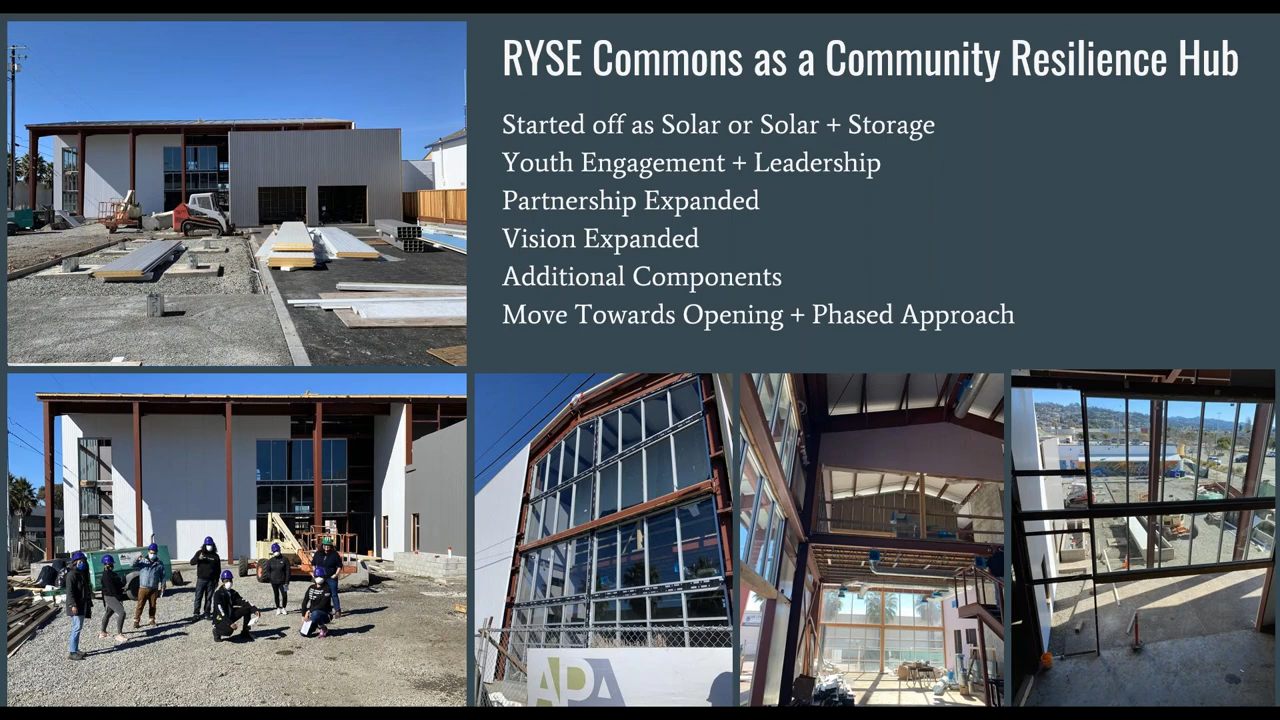 RYSE Commons as a Community Resilience Hub
Started off as Solar or Solar + Storage
Youth Engagement + Leadership
Partnership Expanded
Vision Expanded
Additional Components
Move Towards Opening + Phased Approach
APA